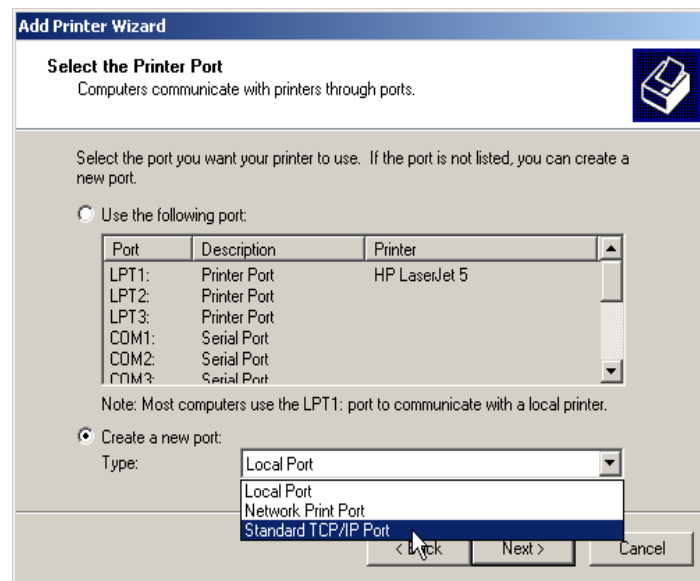 Add Printer Wizard
Select the Printer Port
Computers communicate with printers through ports.
Select the port you want your printer to use. If the port is not listed, you can create a
new port.
Use the following port:
Port Description Printer
LPT1: Printer Port HP LaserJet 5
LPT2: Printer Port
LPT3: Printer Port
COM1: Serial Port
COM2: Serial Port
COM3: Serial Port
Note: Most computers use the LPT1: port to communicate with a local printer.
Create a new port:
Type: Local Port
Local Port
Network Print Port
Standard TCP/IP Port
< Back Next > Cancel